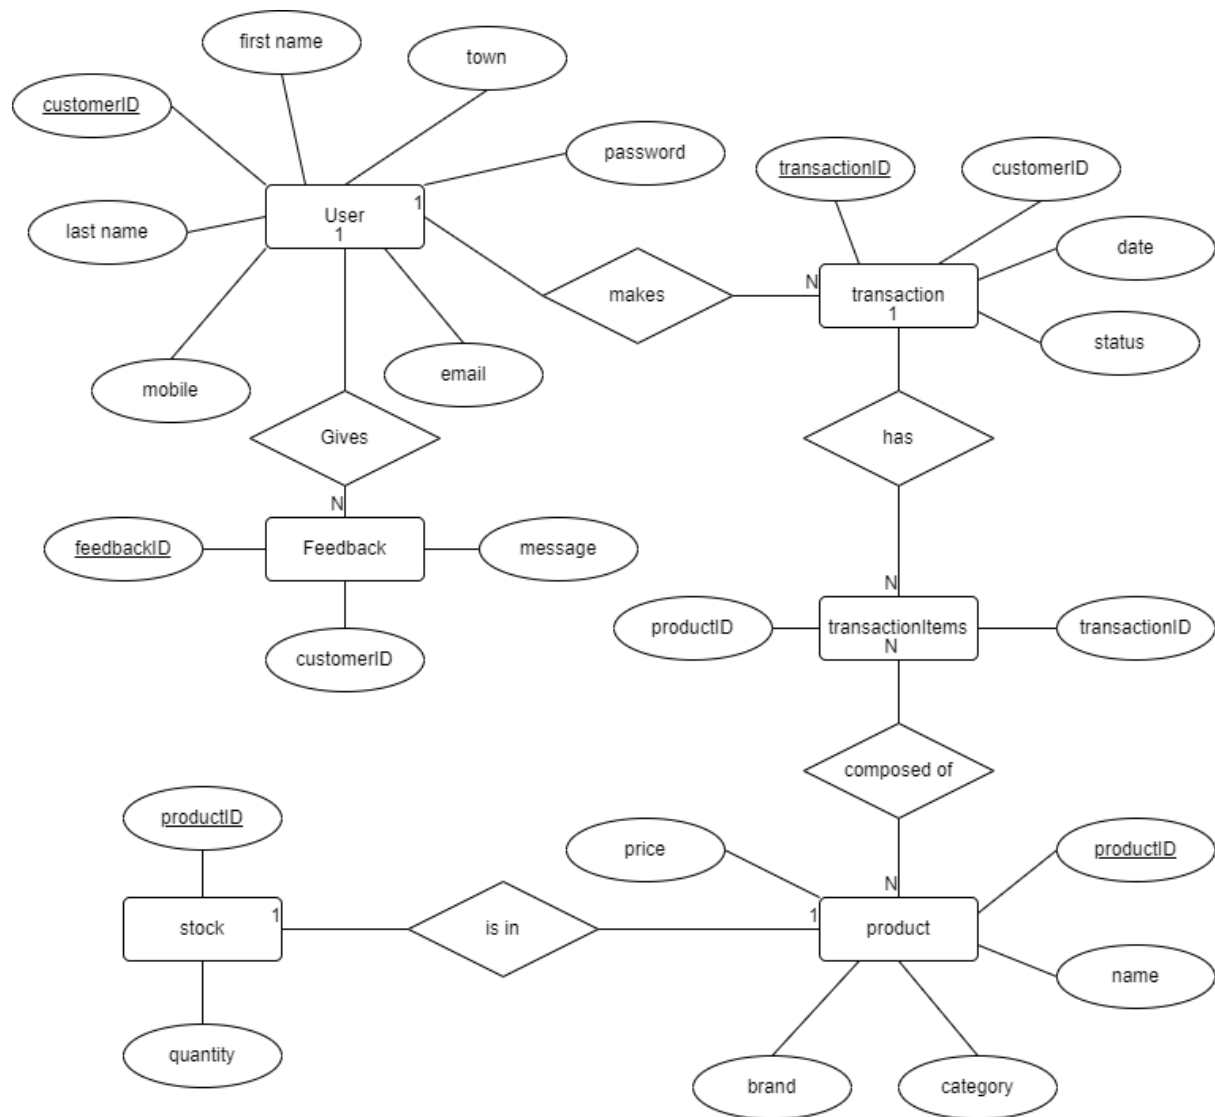 first name
town
customerID
password
transactionID
customerID
User
1
1
last name
date
makes
N
transaction
1
status
mobile
email
Gives
has
N
feedbackID
Feedback
message
N
productID
transactionItems
N
transactionID
customerID
composed of
productID
price
productID
N
stock
1
is in
1
product
name
quantity
brand
category